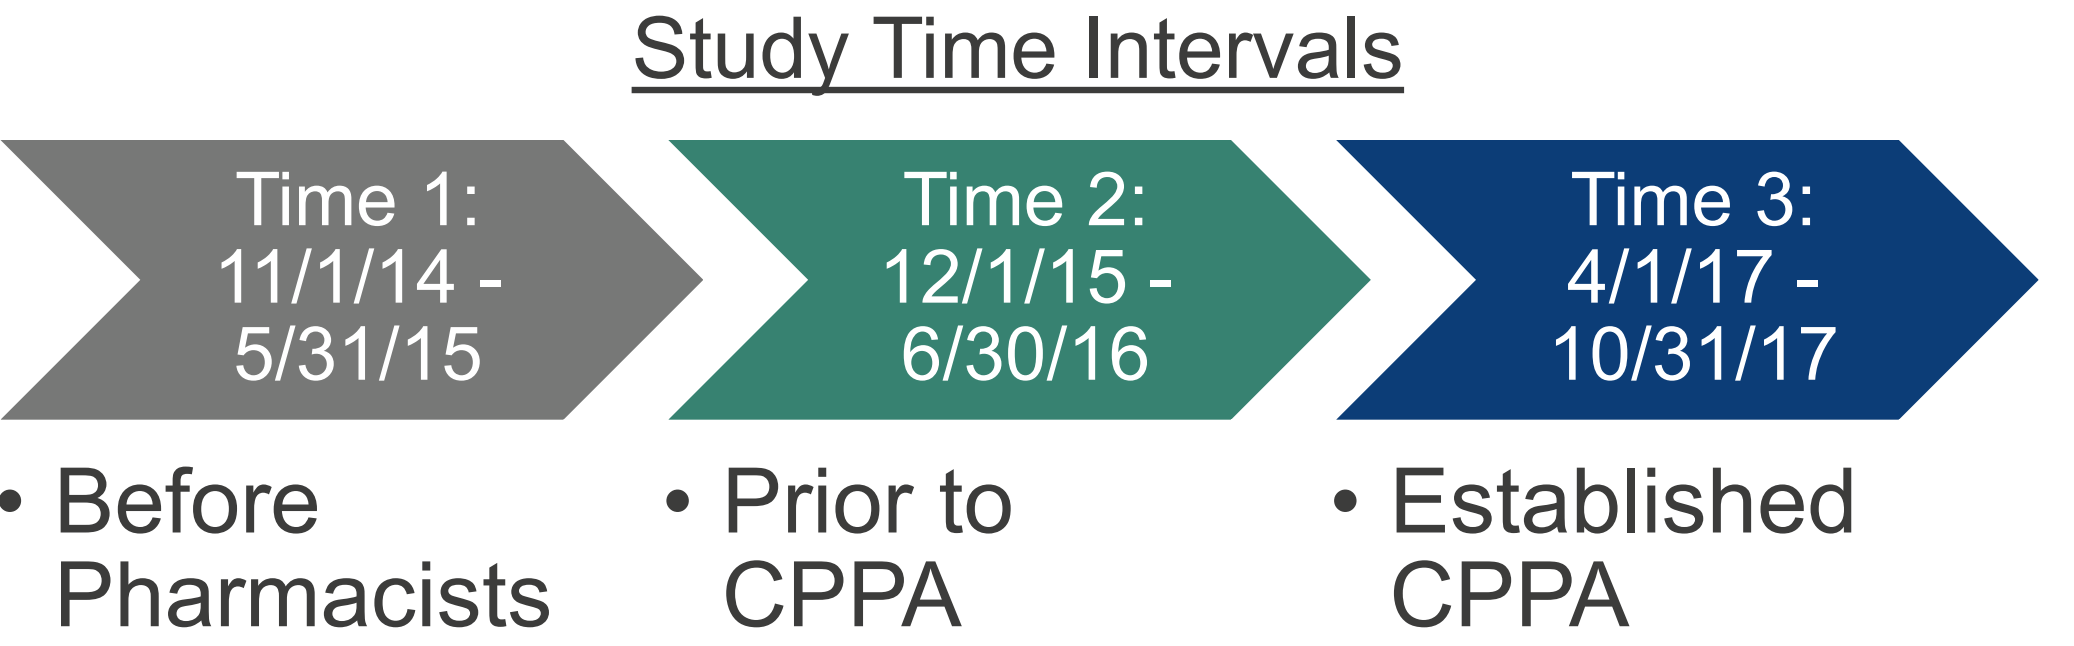 Study Time Intervals
Time 1:
11/1/14 -
5/31/15
Time 2:
12/1/15 -
6/30/16
Time 3:
4/1/17 -
10/31/17
• Before
Pharmacists
• Prior to
CPPA
• Established
CPPA